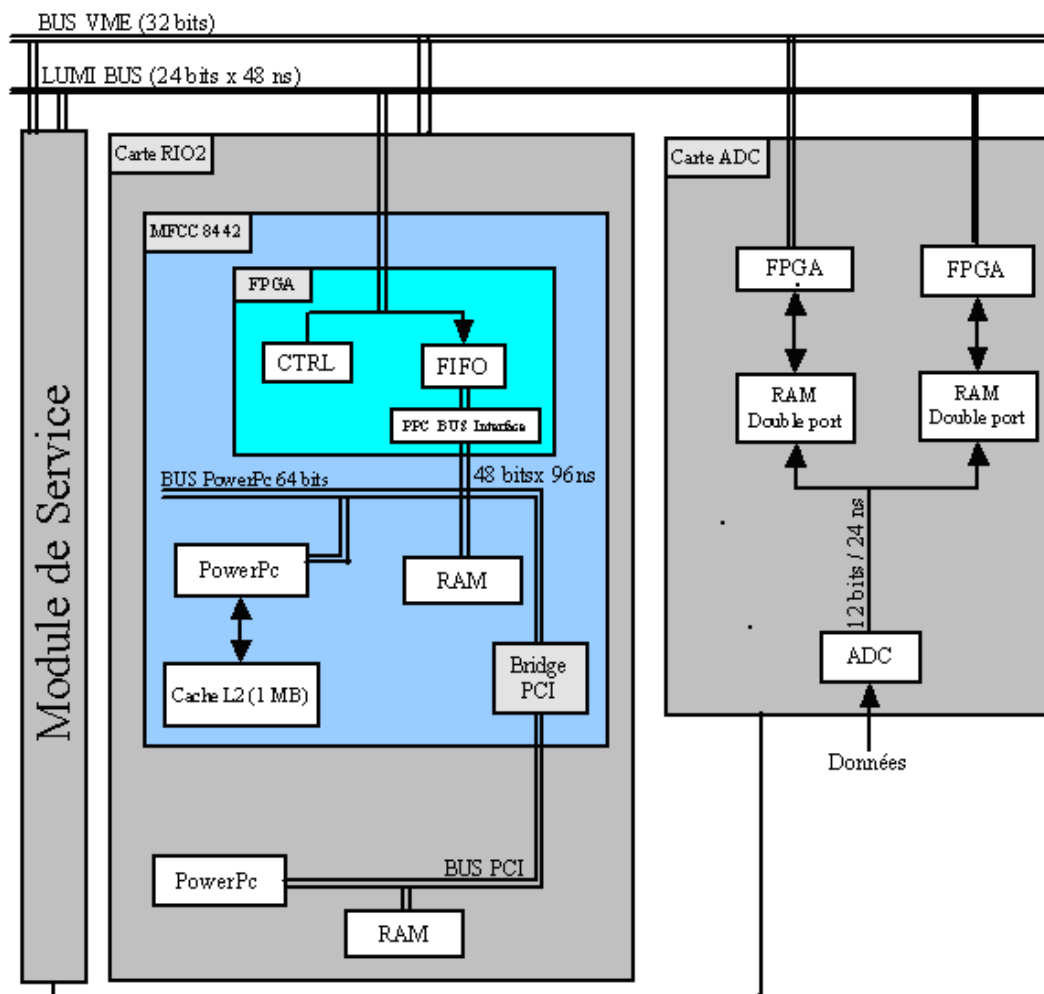 BUS VME (32 bits)
LUMI BUS (24 bits x 48 ns)
Module de Service
Carte RIO2
MFCC 8442
FPGA
CTRL
FIFO
PPC BUS Interface
BUS PowerPc 64 bits
48 bitsx 96ns
PowerPc
RAM
Cache L2 (1 MB)
Bridge
PCI
BUS PCI
PowerPc
RAM
Carte ADC
FPGA
FPGA
RAM
Double port
RAM
Double port
12 bits / 24 ns
ADC
Données